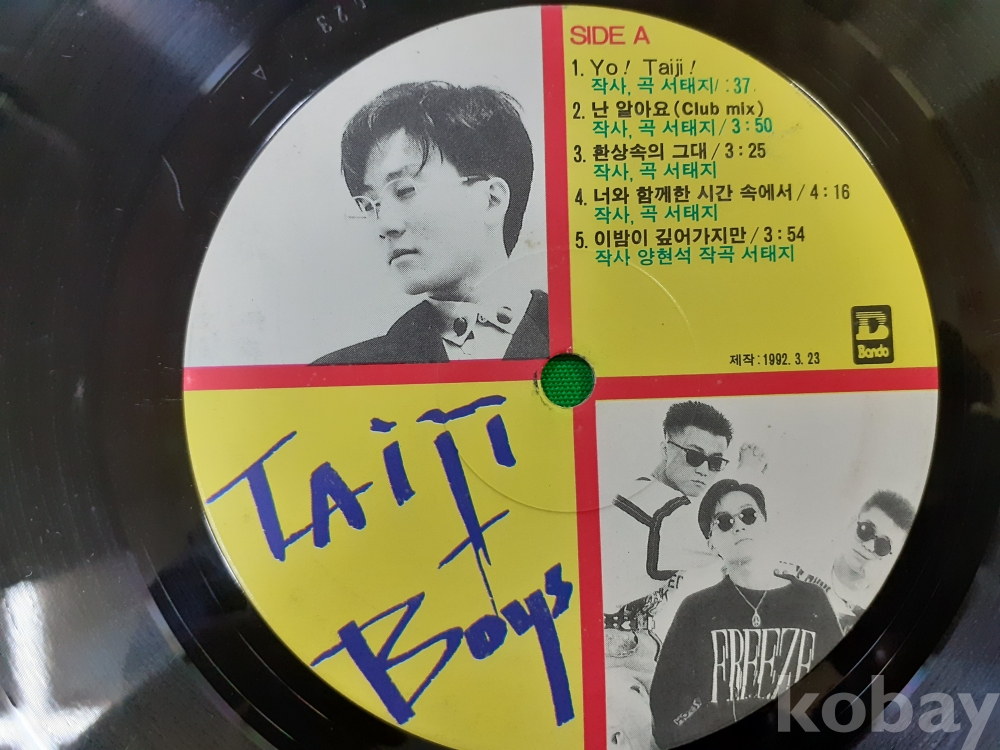 SIDE A
1. Yo! Taiji!
작사, 곡 서태지/ :37
2. 난 알아요(Club mix)
작사, 곡 서태지/3:50
3. 환상속의 그대/3:25
작사, 곡 서태지
4. 너와 함께한 시간 속에서/4:16
작사, 곡 서태지
5. 이밤이 깊어가지만/3:54
작사 양현석 작곡 서태지
Bando
제작:1992. 3. 23
TAiJI
Boys
FREEZE
kobay